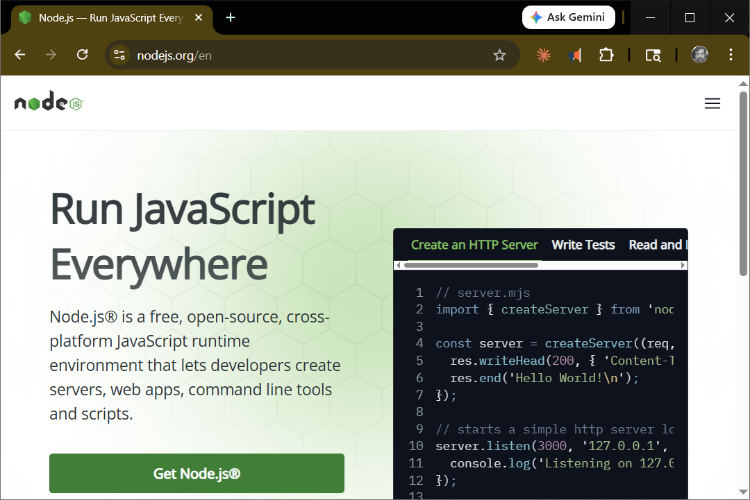 Node.js — Run JavaScript Every
Ask Gemini
nodejs.org/en
node
js
Run JavaScript
Everywhere
Node.js® is a free, open-source, cross-
platform JavaScript runtime
environment that lets developers create
servers, web apps, command line tools
and scripts.
Get Node.js®
Create an HTTP Server Write Tests Read and
1 // server.mjs
2 import { createServer } from 'nod
3
4 const server = createServer((req,
5 res.writeHead(200, { 'Content-T
6 res.end('Hello World!\n');
7 });
8
9 // starts a simple http server lo
10 server.listen(3000, '127.0.0.1',
11 console.log('Listening on 127.0
12 });
13